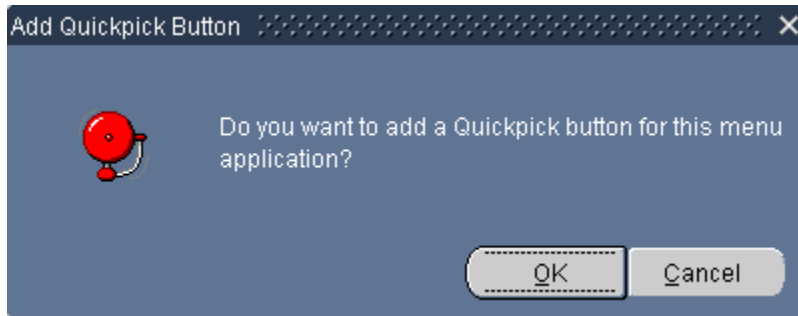 Add Quickpick Button
Do you want to add a Quickpick button for this menu
application?
OK
Cancel